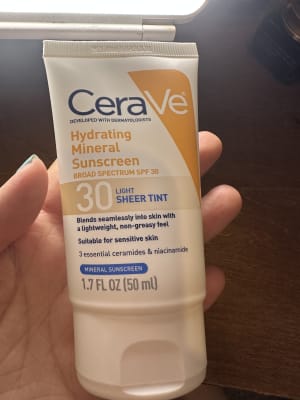 CeraVe
DEVELOPED WITH DERMATOLOGISTS
Hydrating
Mineral
Sunscreen
BROAD SPECTRUM SPF 30
30 LIGHT
SHEER TINT
Blends seamlessly into skin with
a lightweight, non-greasy feel
Suitable for sensitive skin
3 essential ceramides & niacinamide
MINERAL SUNSCREEN
1.7 FL OZ (50 ml)